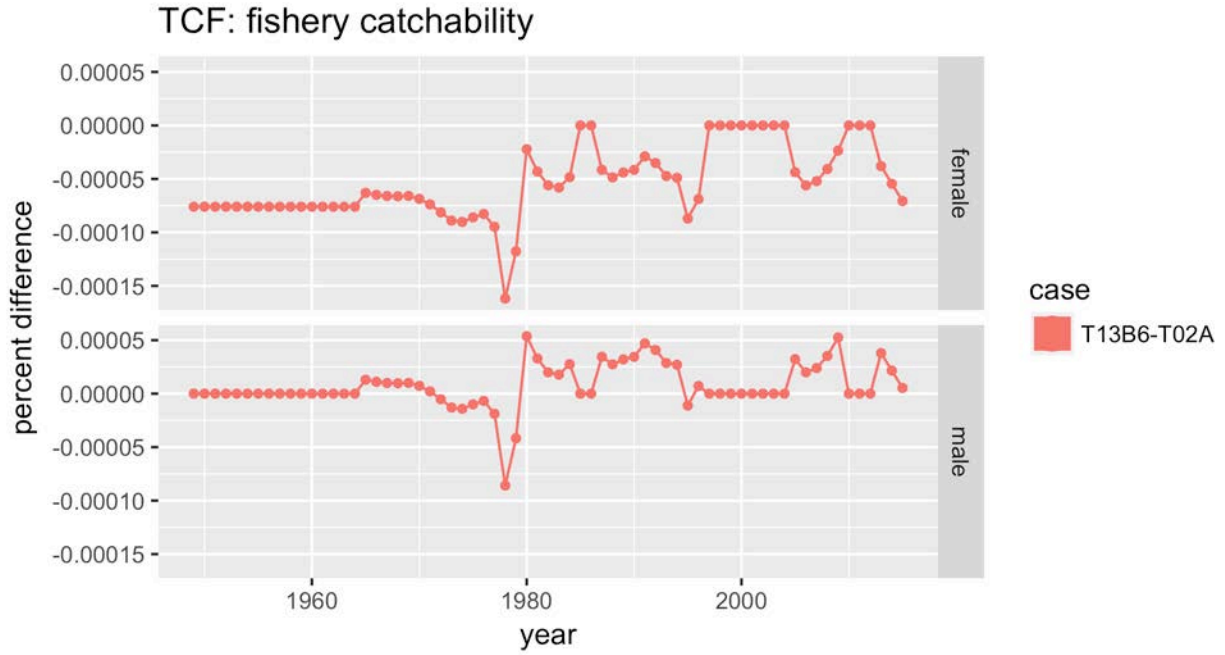 TCF: fishery catchability
percent difference
0.00005
0.00000
-0.00005
-0.00010
-0.00015
female
0.00005
0.00000
-0.00005
-0.00010
-0.00015
male
1960 1980 2000
year
case
T13B6-T02A